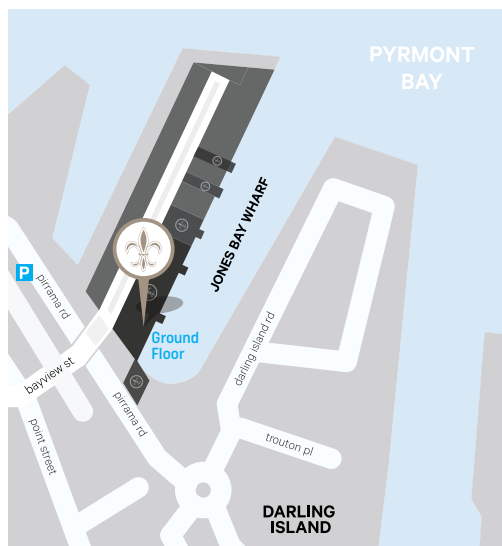 PYRMONT
BAY
JONES BAY WHARF
P
pirrama rd
Ground
Floor
darling island rd
bayview st
pirrama rd
point street
trouton pl
DARLING
ISLAND